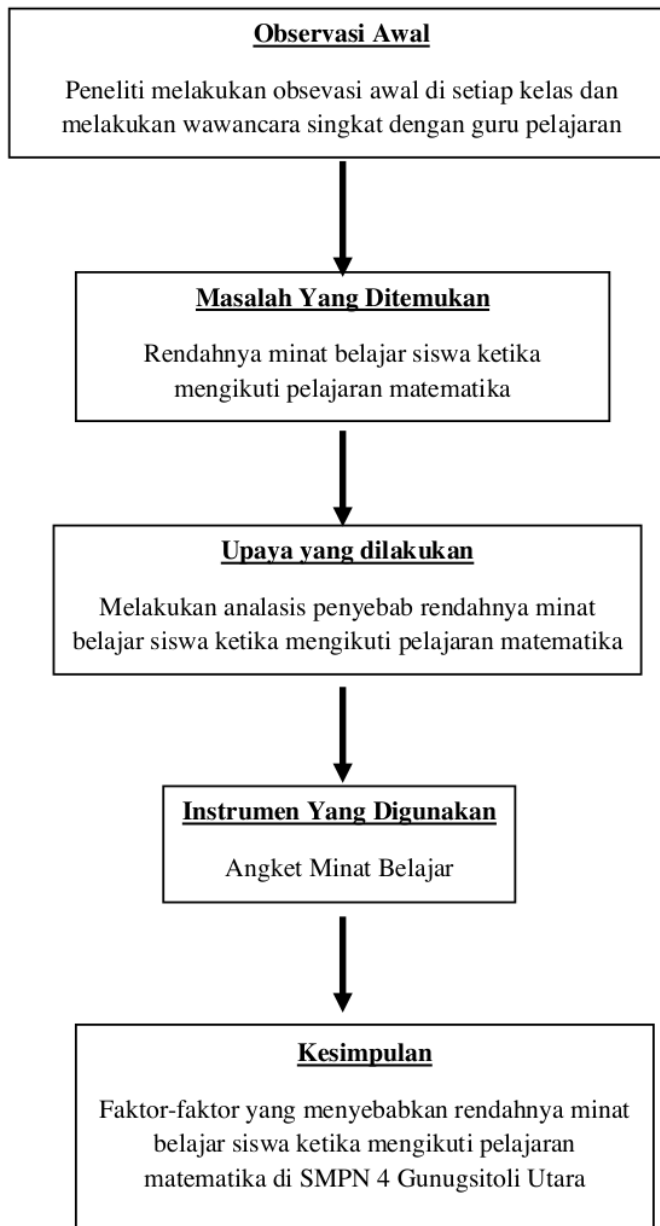 Observasi Awal
Peneliti melakukan obsevasi awal di setiap kelas dan
melakukan wawancara singkat dengan guru pelajaran
Masalah Yang Ditemukan
Rendahnya minat belajar siswa ketika
mengikuti pelajaran matematika
Upaya yang dilakukan
Melakukan analasis penyebab rendahnya minat
belajar siswa ketika mengikuti pelajaran matematika
Instrumen Yang Digunakan
Angket Minat Belajar
Kesimpulan
Faktor-faktor yang menyebabkan rendahnya minat
belajar siswa ketika mengikuti pelajaran
matematika di SMPN 4 Gunugsitoli Utara